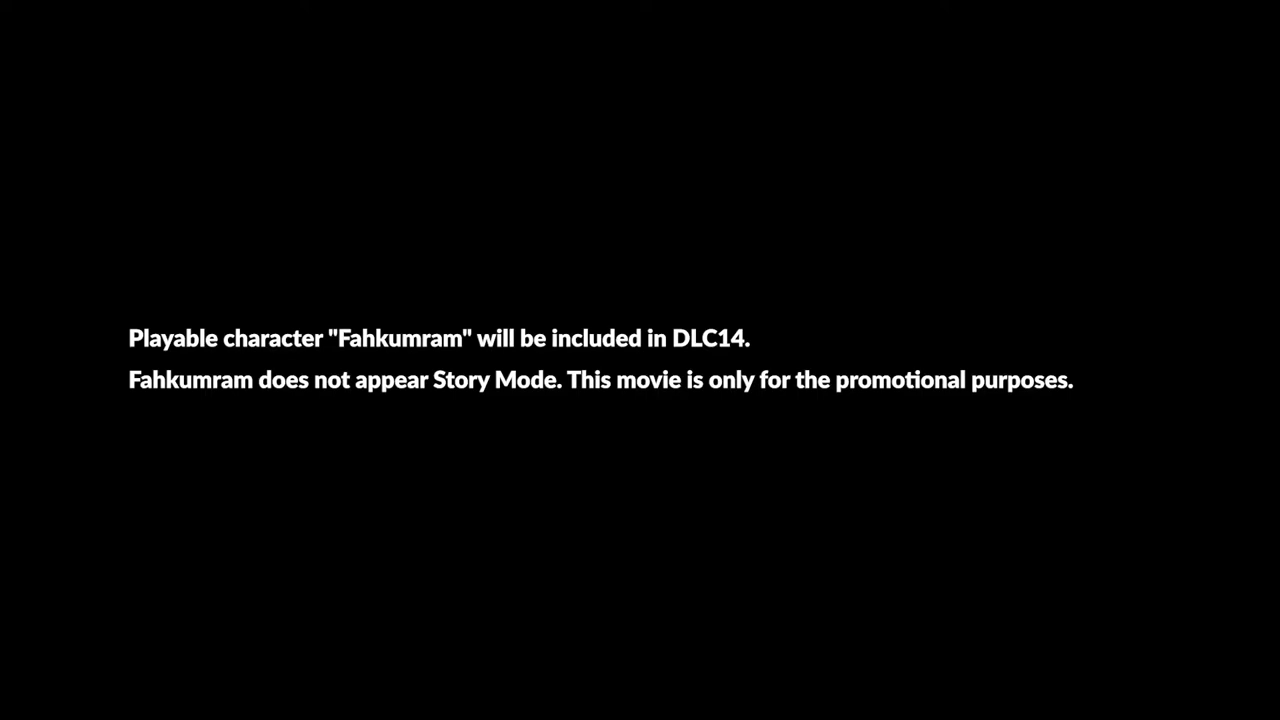 Playable character "Fahkumram" will be included in DLC14.
Fahkumram does not appear Story Mode. This movie is only for the promotional purposes.